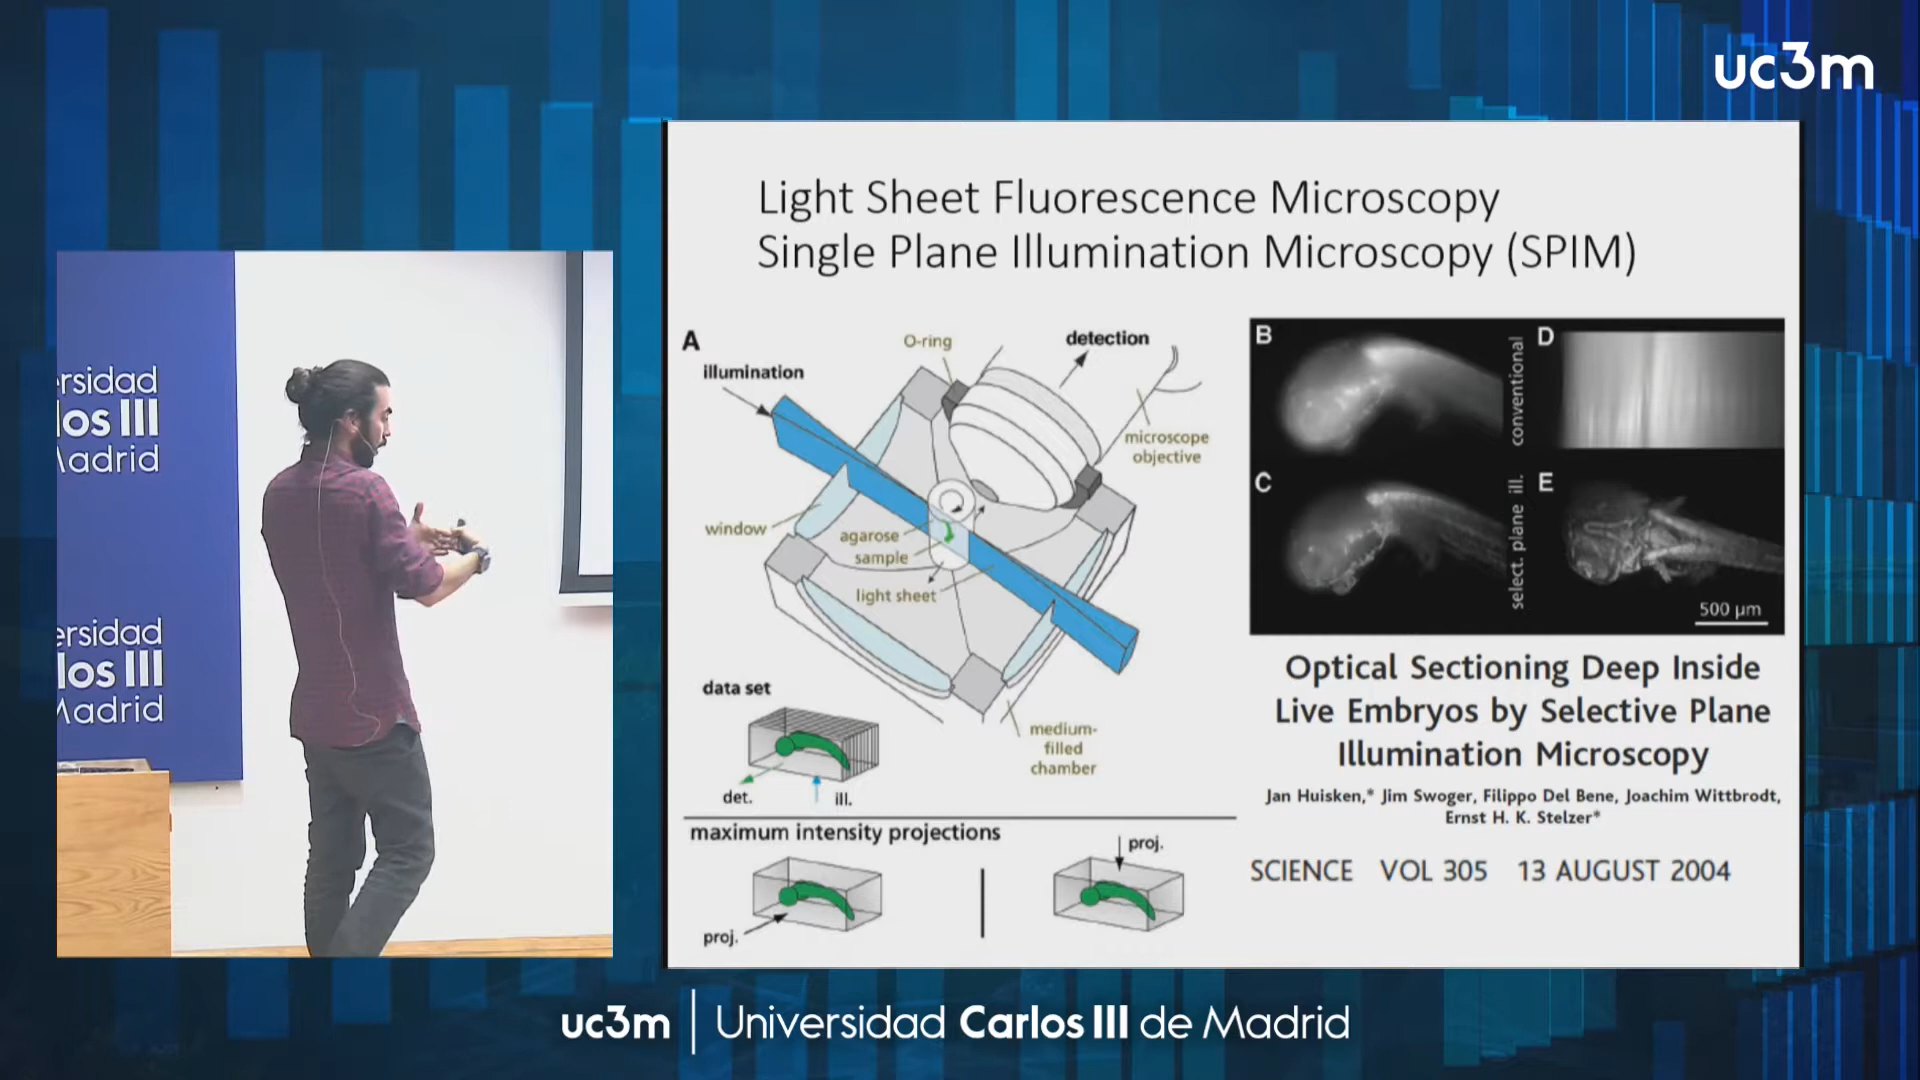 uc3m
Light Sheet Fluorescence Microscopy
Single Plane Illumination Microscopy (SPIM)
A
illumination
O-ring
detection
microscope
objective
window
agarose
sample
light sheet
data set
det.
ill.
medium-
filled
chamber
maximum intensity projections
proj.
proj.
B
conventional
D
C
select. plane ill.
E
500 µm
Optical Sectioning Deep Inside
Live Embryos by Selective Plane
Illumination Microscopy
Jan Huisken,* Jim Swoger, Filippo Del Bene, Joachim Wittbrodt,
Ernst H. K. Stelzer*
SCIENCE VOL 305 13 AUGUST 2004
ersidad
los III
Madrid
ersidad
los III
Madrid
uc3m | Universidad Carlos III de Madrid